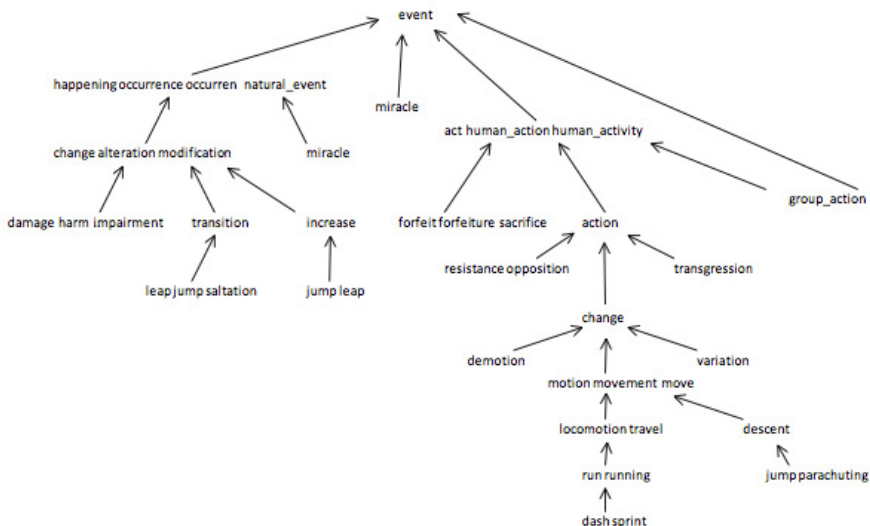 event
happening occurrence occurren natural_event
miracle
act human_action human_activity
change alteration modification
miracle
group_action
damage harm impairment
transition
increase
forfeit forfeiture sacrifice
action
resistance opposition
transgression
leap jump saltation
jump leap
change
demotion
variation
motion movement move
locomotion travel
descent
run running
jump parachuting
dash sprint